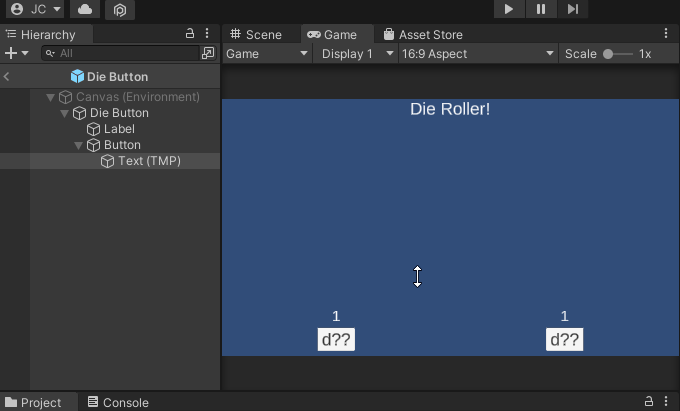 JC
Hierarchy
Scene
Game
Asset Store
All
Game
Display 1
16:9 Aspect
Scale
1x
Die Button
Canvas (Environment)
Die Button
Label
Button
Text (TMP)
Die Roller!
1
1
d??
d??
Project
Console